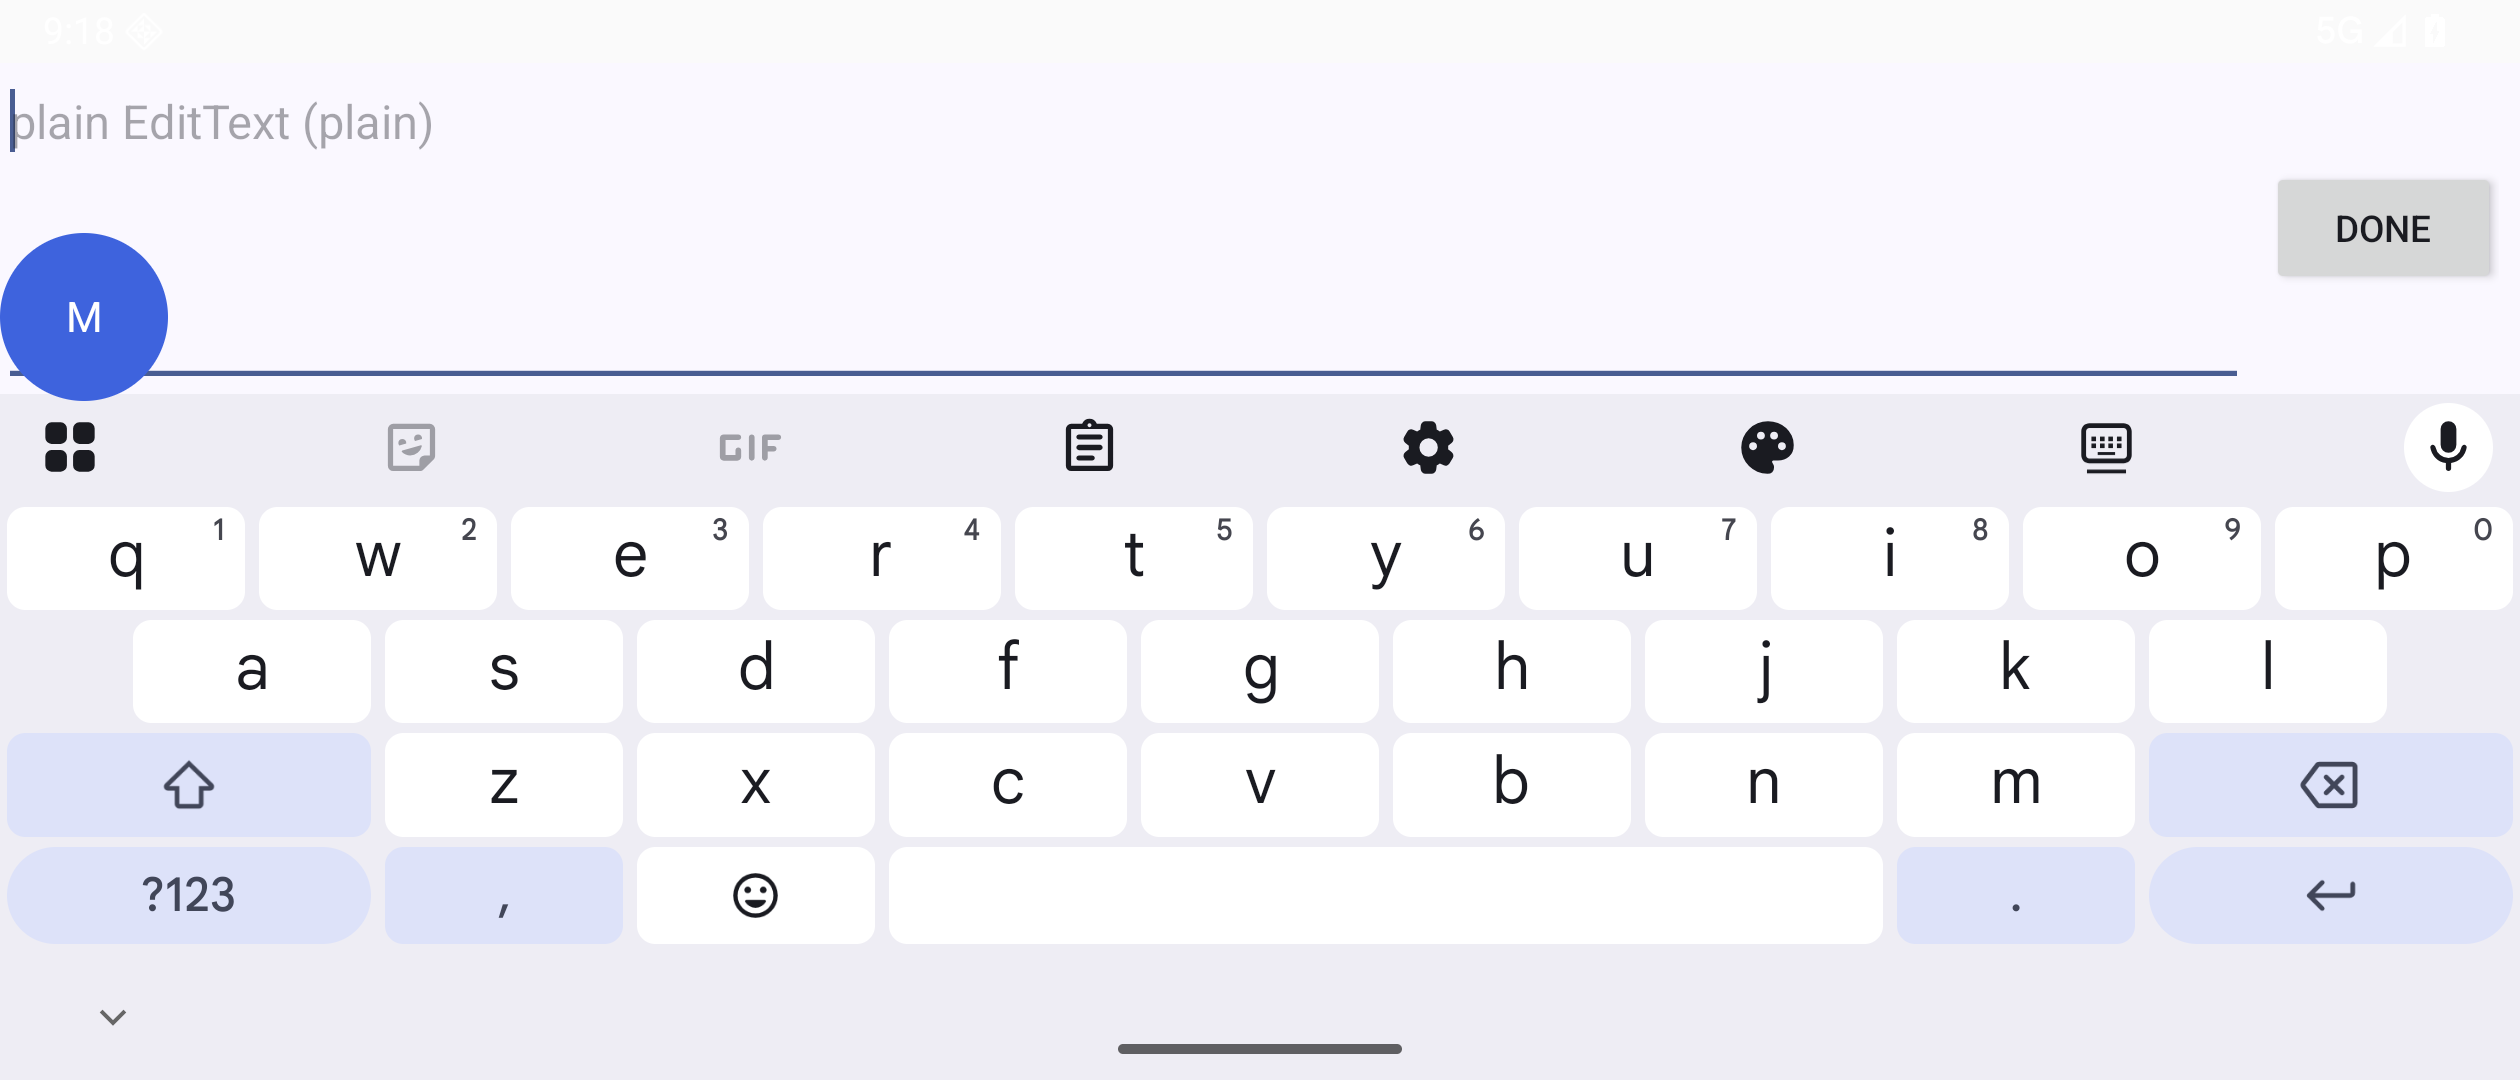 9:18 5G
plain EditText (plain)
DONE
M
GIF
q 1 w 2 e 3 r 4 t 5 y 6 u 7 i 8 o 9 p 0
a s d f g h j k l
z x c v b n m
?123 , .